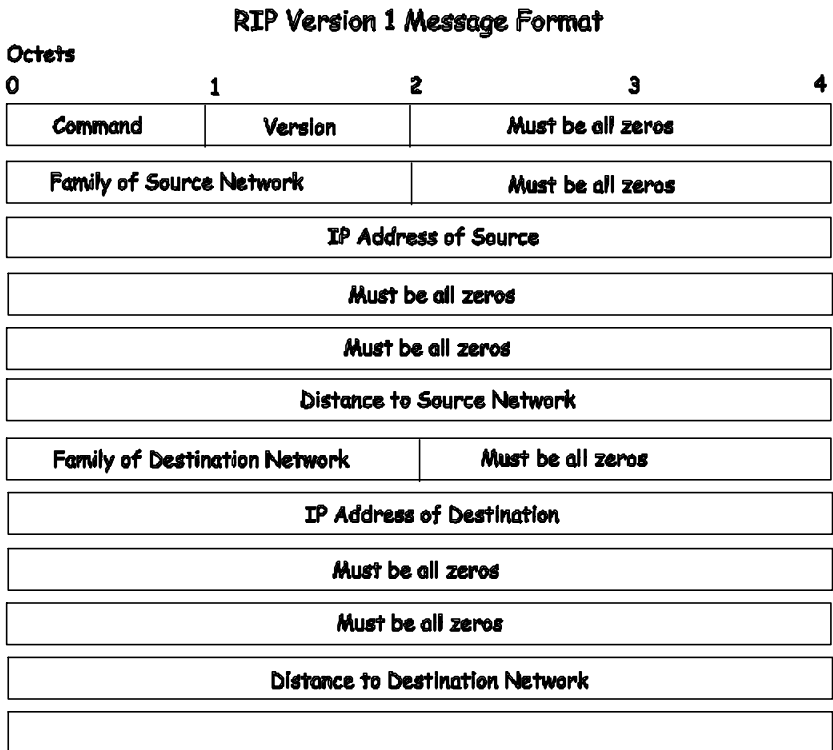 RIP Version 1 Message Format
Octets
0 1 2 3 4
Command Version Must be all zeros
Family of Source Network Must be all zeros
IP Address of Source
Must be all zeros
Must be all zeros
Distance to Source Network
Family of Destination Network Must be all zeros
IP Address of Destination
Must be all zeros
Must be all zeros
Distance to Destination Network